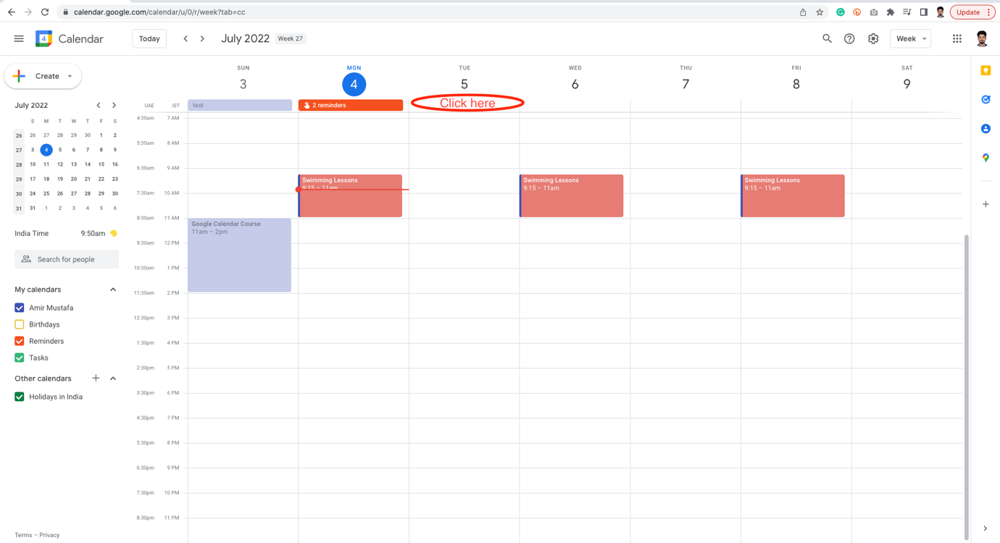 calendar.google.com/calendar/u/0/r/week?tab=cc
Update
4
Calendar
Today
July 2022
Week 27
Week
Create
SUN
MON
TUE
WED
THU
FRI
SAT
3
4
5
6
7
8
9
UAE IST
test
2 reminders
Click here
July 2022
S M T W T F S
26 26 27 28 29 30 1 2
27 3 4 5 6 7 8 9
28 10 11 12 13 14 15 16
29 17 18 19 20 21 22 23
30 24 25 26 27 28 29 30
31 31 1 2 3 4 5 6
India Time 9:50am
Search for people
My calendars
Amir Mustafa
Birthdays
Reminders
Tasks
Other calendars
Holidays in India
Terms – Privacy
4:30am 7 AM
5:30am 8 AM
6:30am 9 AM
7:30am 10 AM
8:30am 11 AM
9:30am 12 PM
10:30am 1 PM
11:30am 2 PM
12:30pm 3 PM
1:30pm 4 PM
2:30pm 5 PM
3:30pm 6 PM
4:30pm 7 PM
5:30pm 8 PM
6:30pm 9 PM
7:30pm 10 PM
8:30pm 11 PM
Google Calendar Course
11am – 2pm
Swimming Lessons
9:15 – 11am
Swimming Lessons
9:15 – 11am
Swimming Lessons
9:15 – 11am